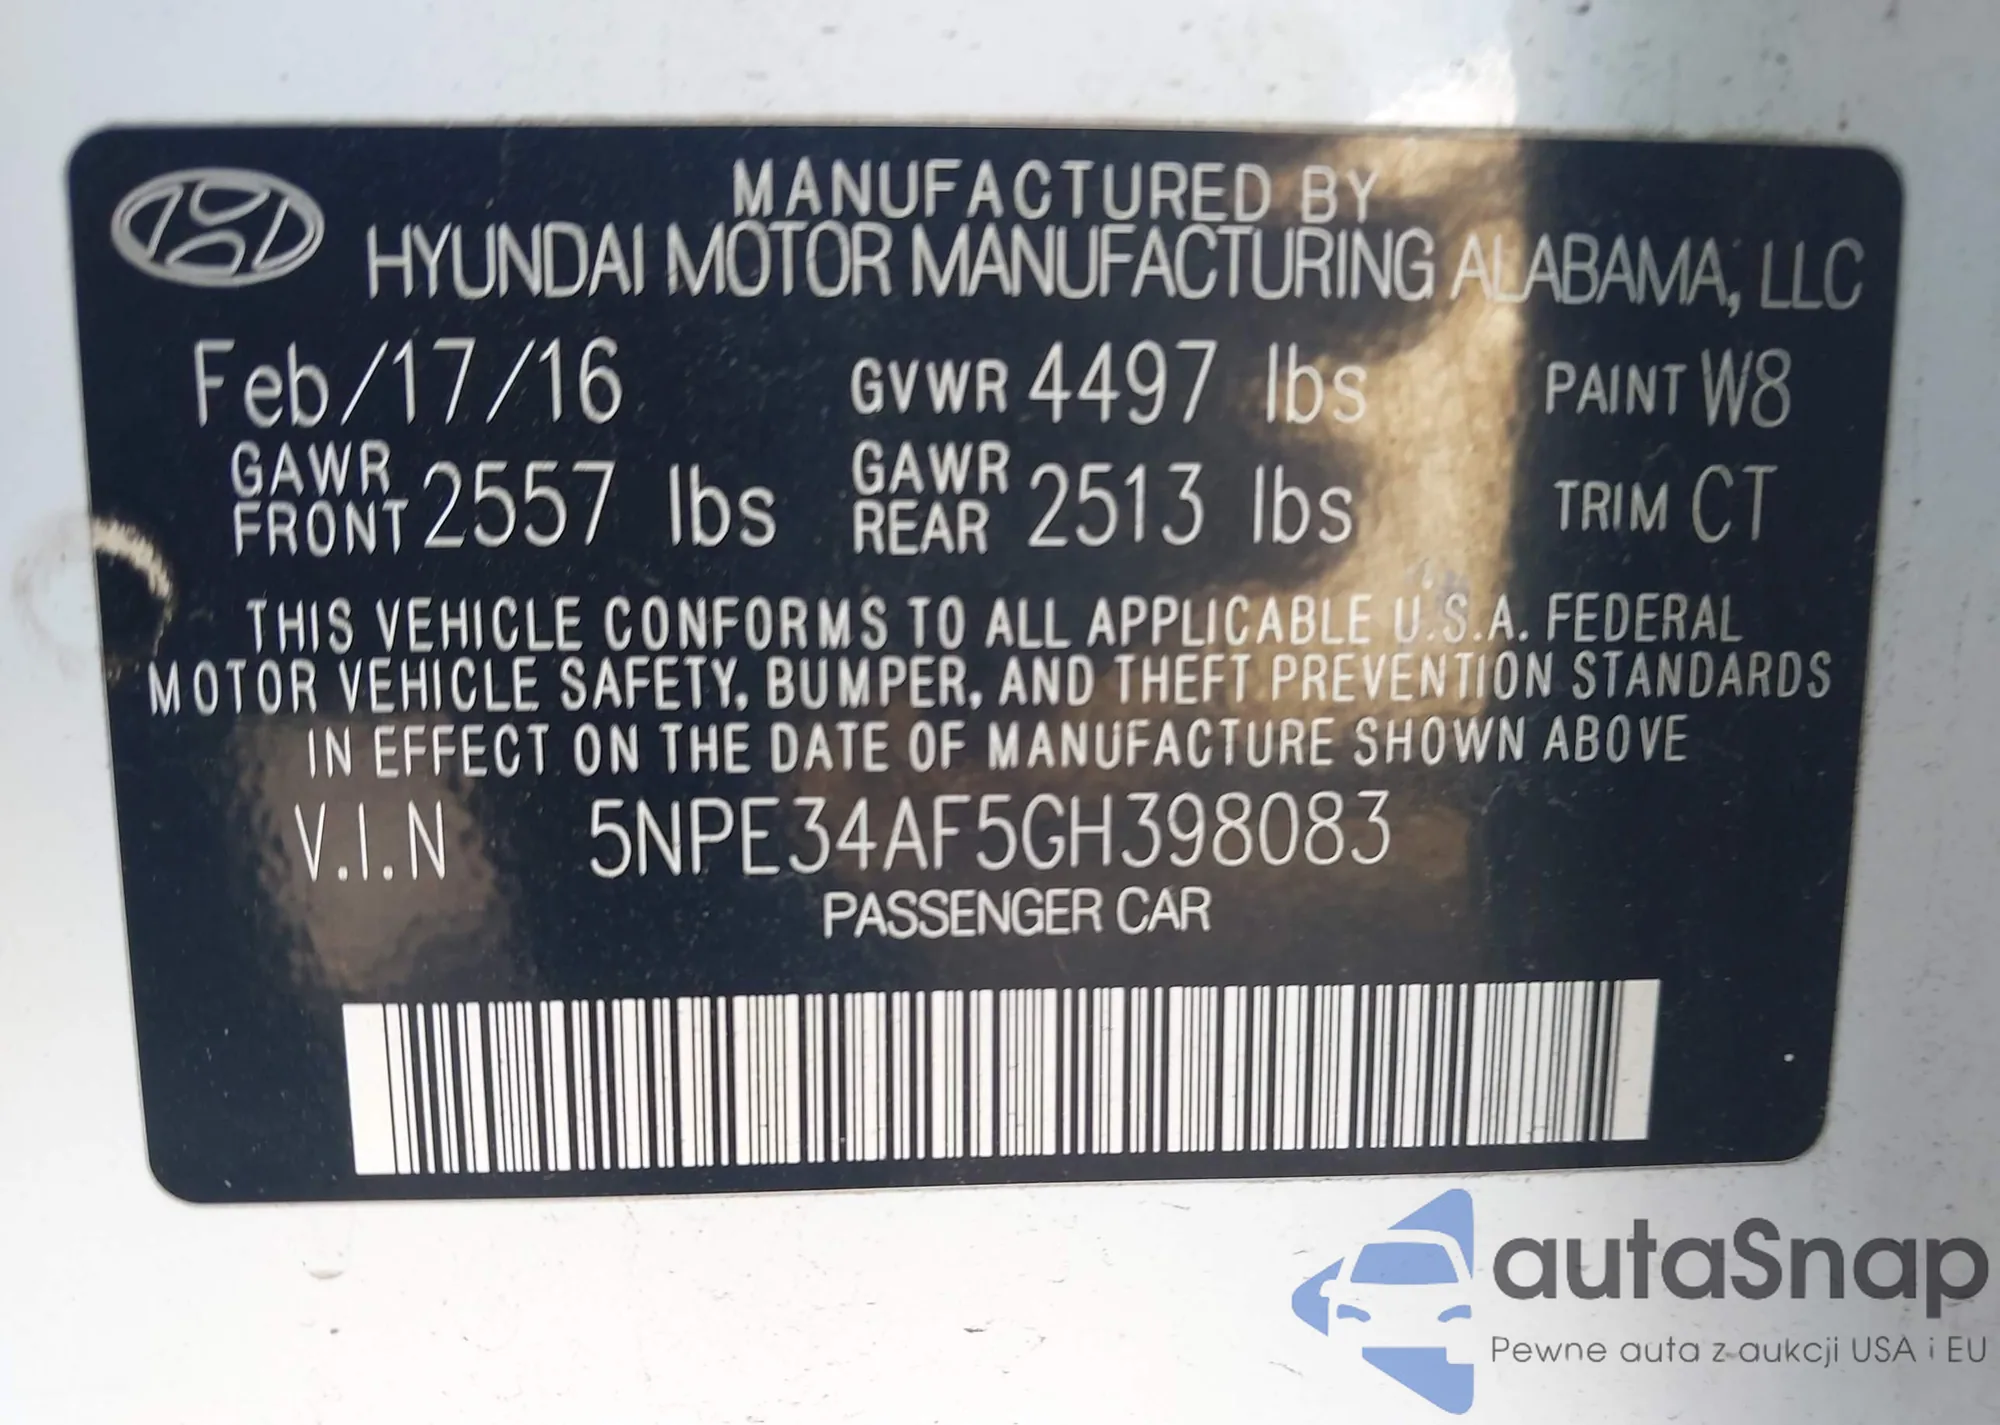 MANUFACTURED BY
HYUNDAI MOTOR MANUFACTURING ALABAMA, LLC
Feb/17/16 GVWR 4497 lbs PAINT W8
GAWR FRONT 2557 lbs GAWR REAR 2513 lbs TRIM CT
THIS VEHICLE CONFORMS TO ALL APPLICABLE U.S.A. FEDERAL
MOTOR VEHICLE SAFETY, BUMPER, AND THEFT PREVENTION STANDARDS
IN EFFECT ON THE DATE OF MANUFACTURE SHOWN ABOVE
V.I.N 5NPE34AF5GH398083
PASSENGER CAR
autaSnap
Pewne auta z aukcji USA i EU